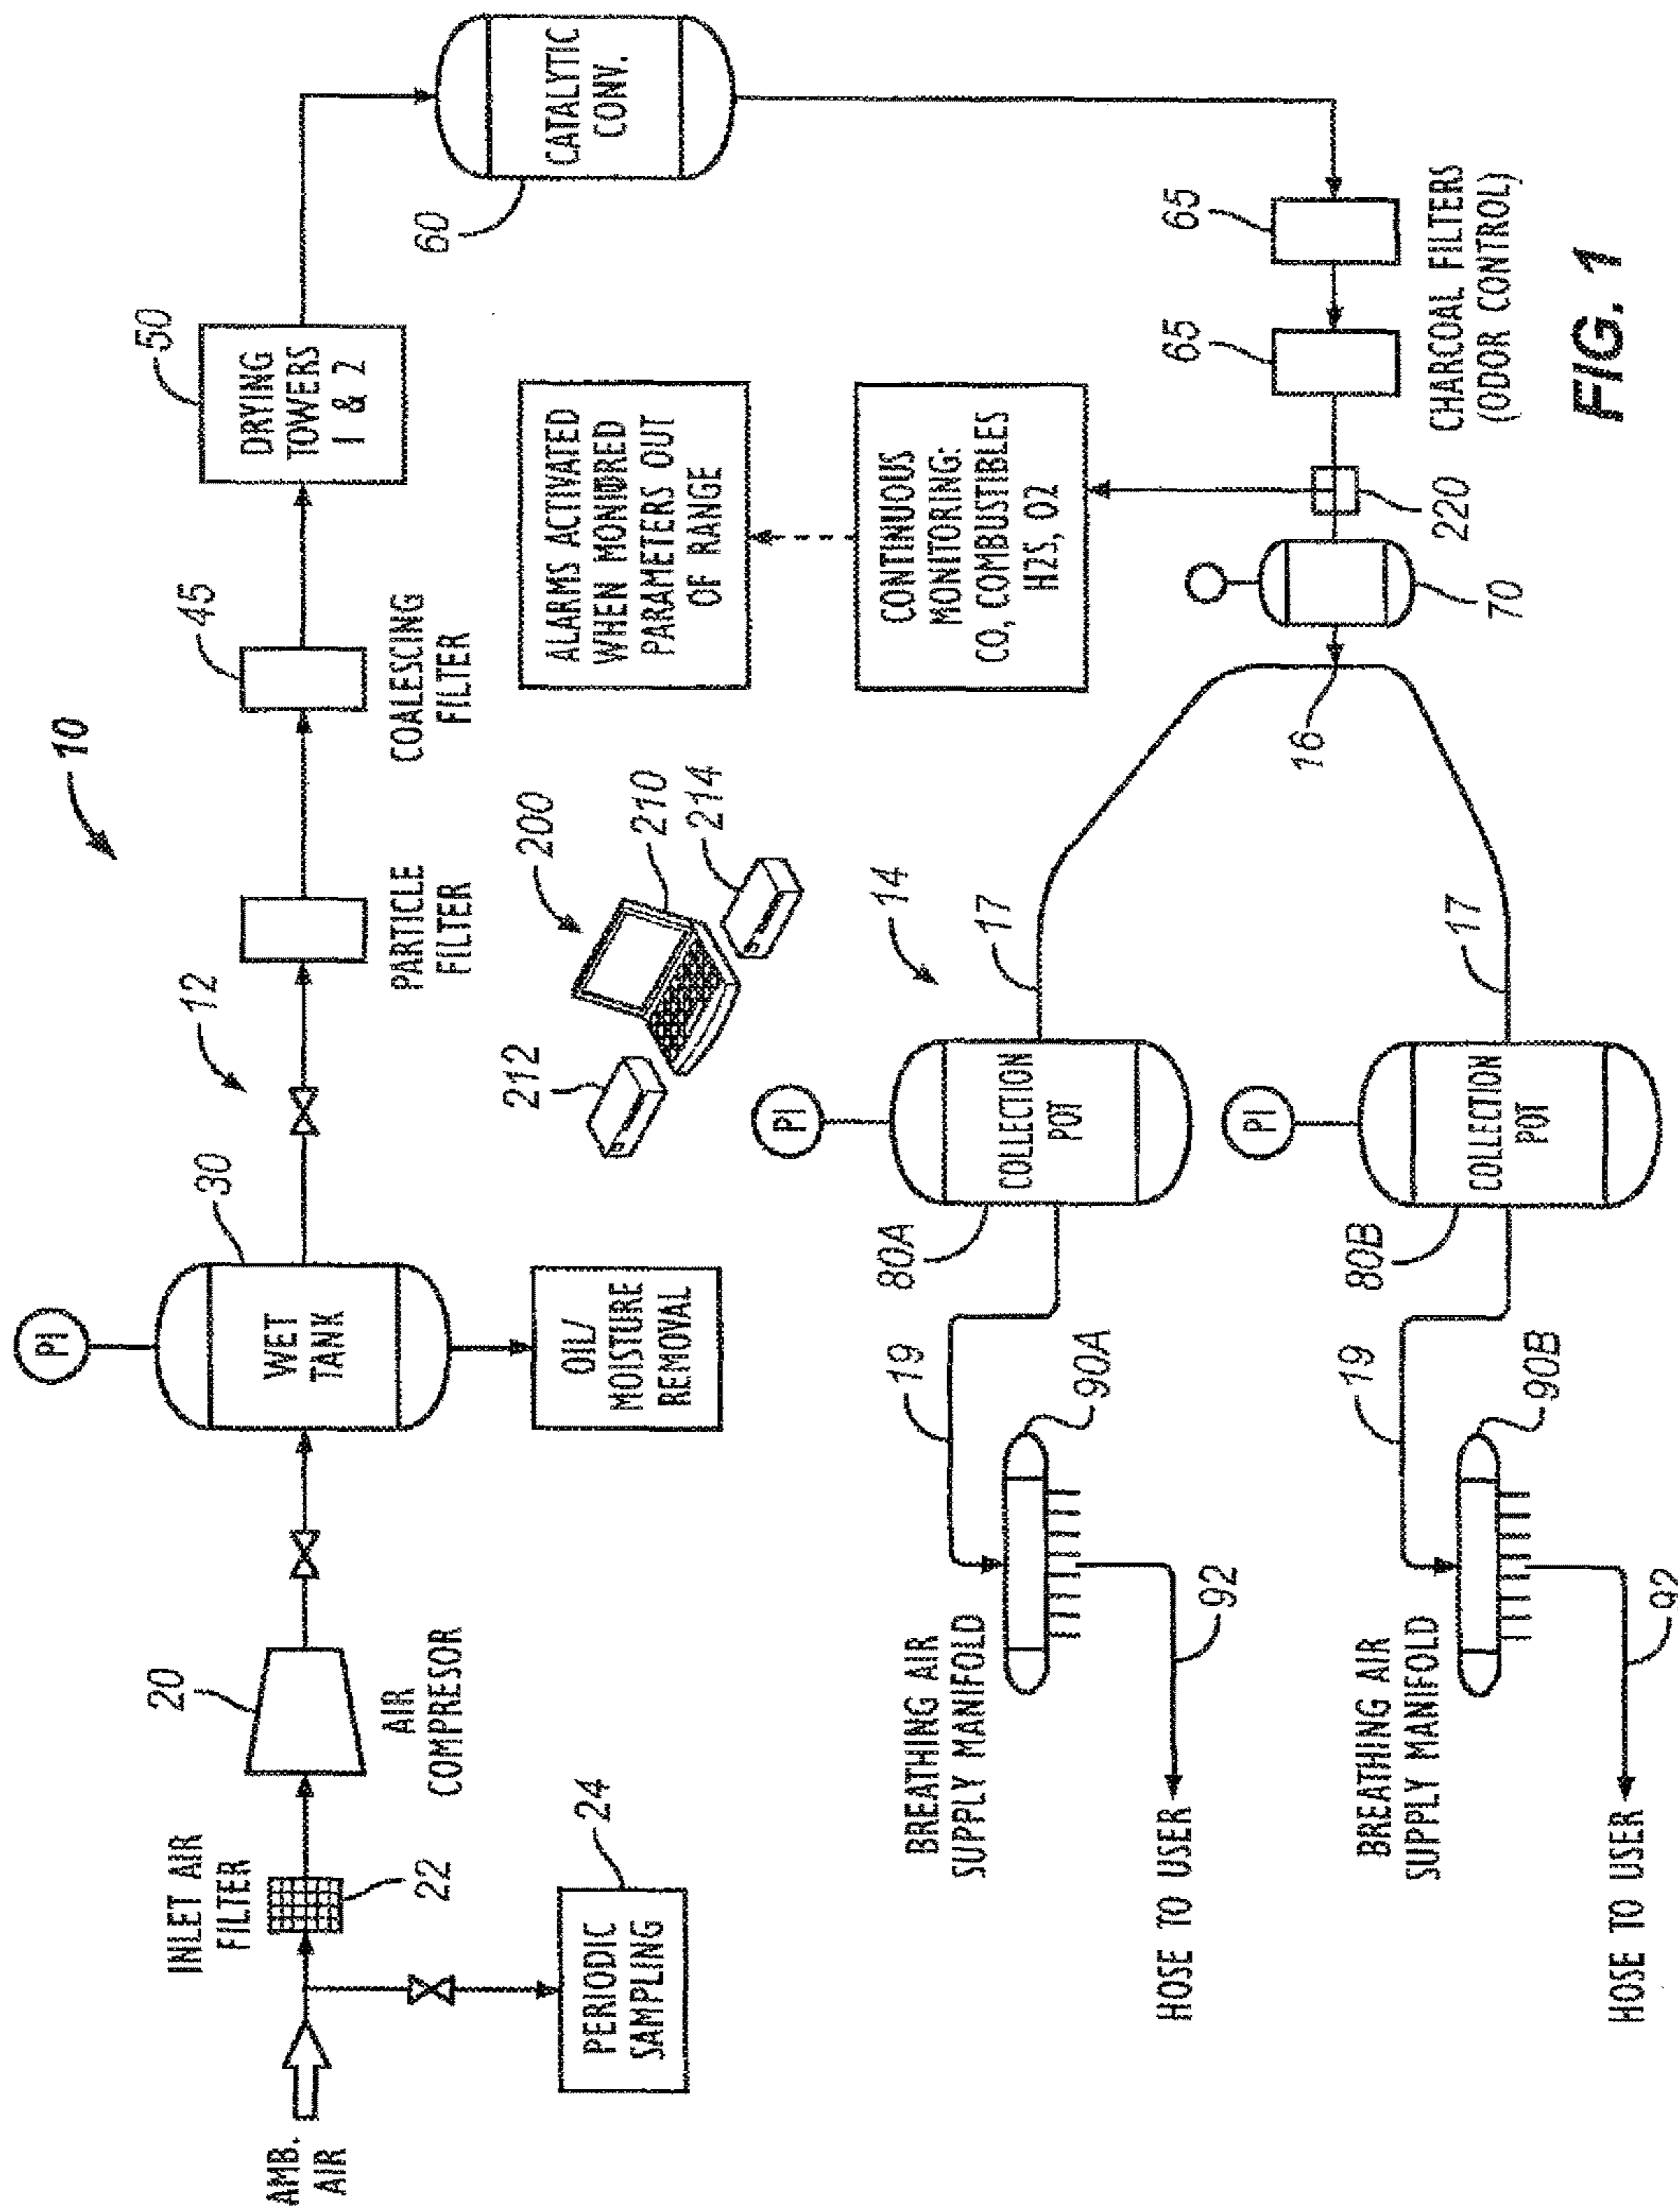 10
12
PI
WET
TANK
30
OIL/
MOISTURE
REMOVAL
AMB.
AIR
INLET AIR
FILTER
22
PERIODIC
SAMPLING
24
20
AIR
COMPRESOR
PARTICLE
FILTER
45
COALESCING
FILTER
50
DRYING
TOWERS
1 & 2
60
CATALYTIC
CONV.
200
210
212
214
ALARMS ACTIVATED
WHEN MONIORED
PARAMETERS OUT
OF RANGE
CONTINUOUS
MONITORING:
CO, COMBUSTIBLES
H2S, O2
65
65
CHARCOAL FILTERS
(ODOR CONTROL)
220
70
16
14
17
PI
COLLECTION
POT
80A
19
90A
BREATHING AIR
SUPPLY MANIFOLD
92
HOSE TO USER
17
PI
COLLECTION
POT
80B
19
90B
BREATHING AIR
SUPPLY MANIFOLD
92
HOSE TO USER
FIG. 1